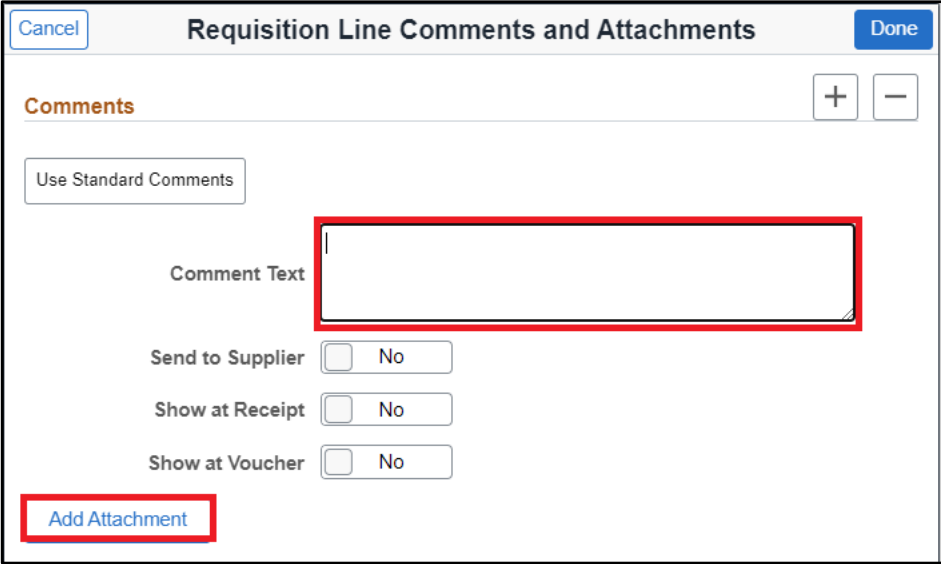 Cancel Requisition Line Comments and Attachments Done
Comments
Use Standard Comments
Comment Text
Send to Supplier No
Show at Receipt No
Show at Voucher No
Add Attachment